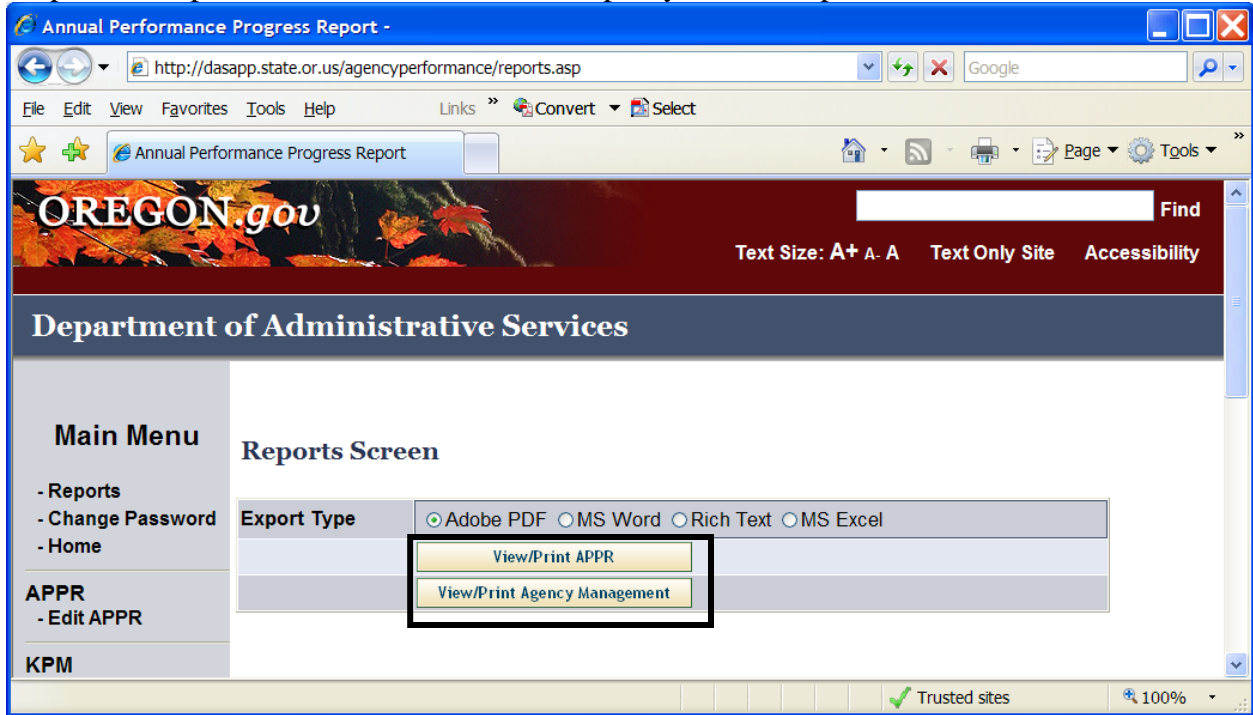 Annual Performance Progress Report -
http://dasapp.state.or.us/agencyperformance/reports.asp
Google
File Edit View Favorites Tools Help Links » Convert Select
Annual Performance Progress Report
Page Tools »
OREGON.gov
Find
Text Size: A+ A- A Text Only Site Accessibility
Department of Administrative Services
Main Menu
- Reports
- Change Password
- Home
APPR
- Edit APPR
KPM
Reports Screen
Export Type Adobe PDF MS Word Rich Text MS Excel
View/Print APPR
View/Print Agency Management
Trusted sites 100%